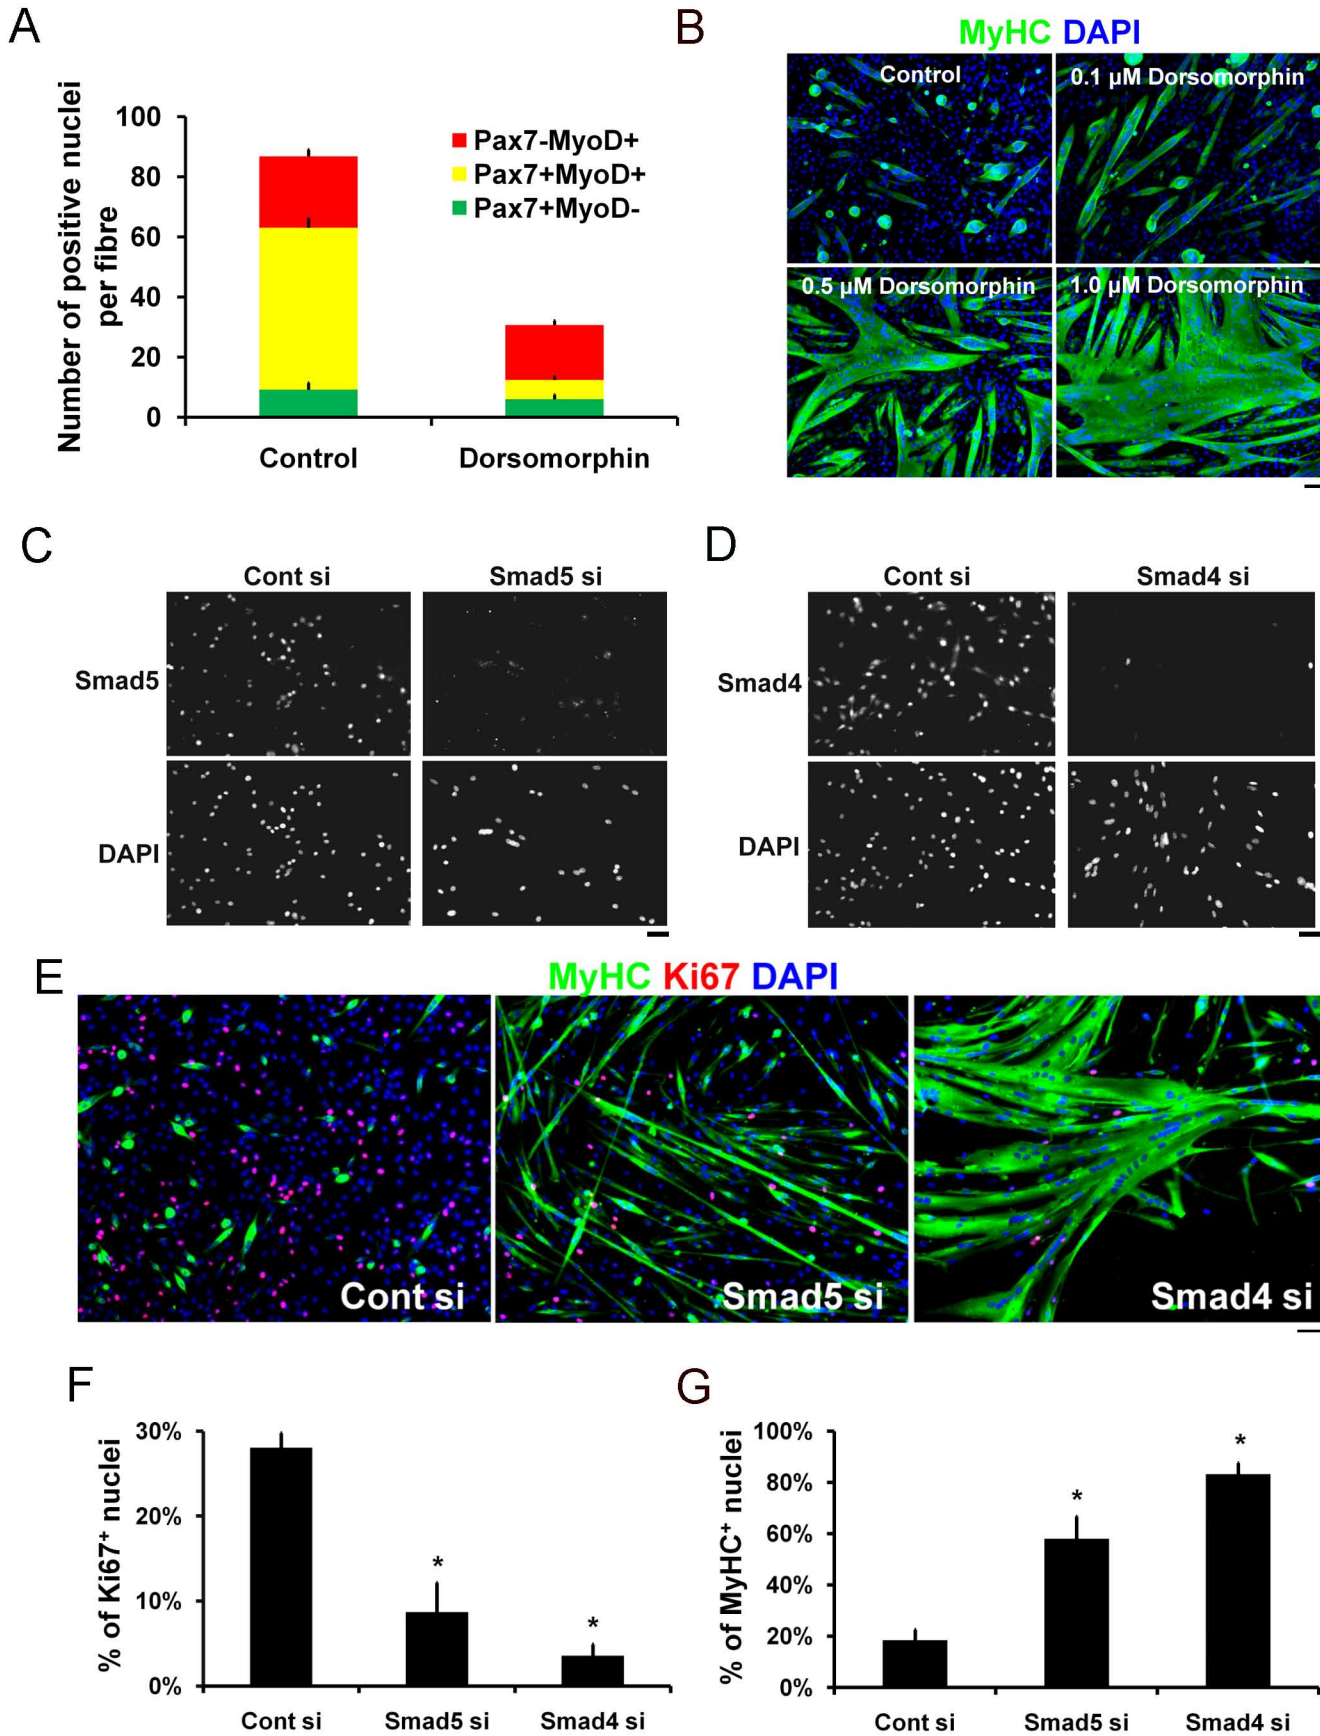 A
Number of positive nuclei
per fibre
100
80
60
40
20
0
Pax7-MyoD+
Pax7+MyoD+
Pax7+MyoD-
Control
Dorsomorphin
B
MyHC DAPI
Control
0.1 µM Dorsomorphin
0.5 µM Dorsomorphin
1.0 µM Dorsomorphin
C
Cont si
Smad5 si
Smad5
DAPI
D
Cont si
Smad4 si
Smad4
DAPI
E
MyHC Ki67 DAPI
Cont si
Smad5 si
Smad4 si
F
% of Ki67⁺ nuclei
30%
20%
10%
0%
*
*
Cont si
Smad5 si
Smad4 si
G
% of MyHC⁺ nuclei
100%
80%
60%
40%
20%
0%
*
*
Cont si
Smad5 si
Smad4 si